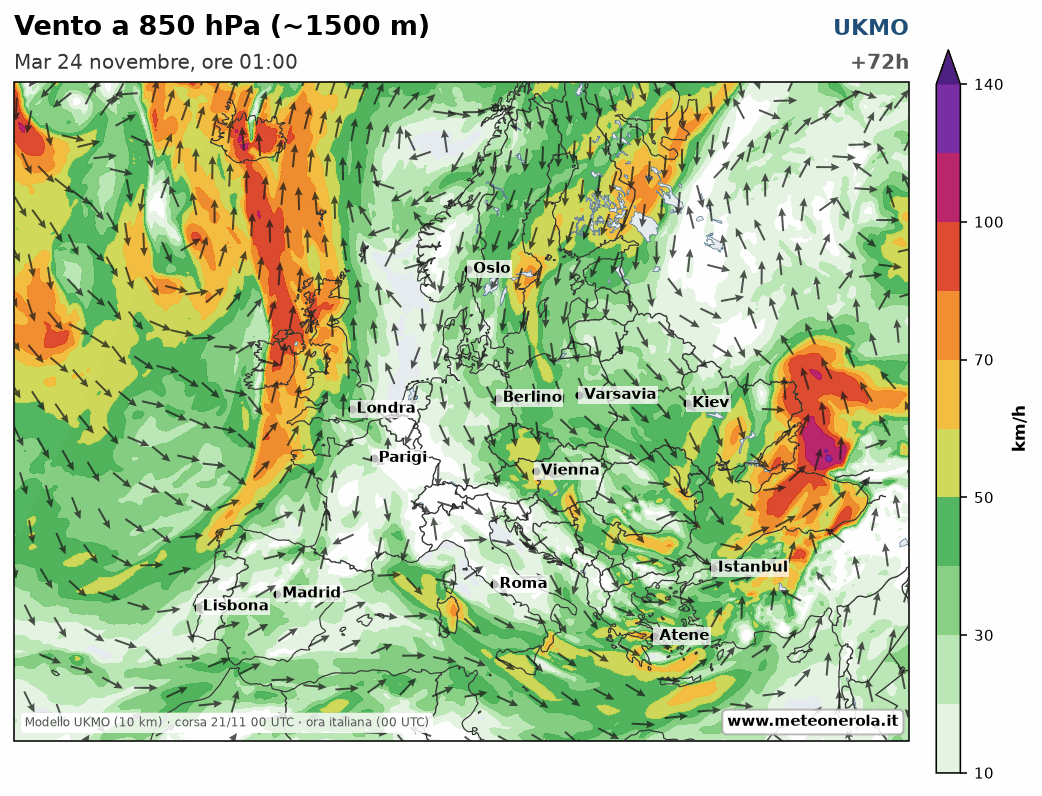 Vento a 850 hPa (~1500 m)
UKMO
Mar 24 novembre, ore 01:00
+72h
140
100
70
50
30
10
km/h
Oslo
Londra
Berlino
Varsavia
Kiev
Parigi
Vienna
Istanbul
Roma
Madrid
Lisbona
Atene
Modello UKMO (10 km) · corsa 21/11 00 UTC · ora italiana (00 UTC)
www.meteonerola.it